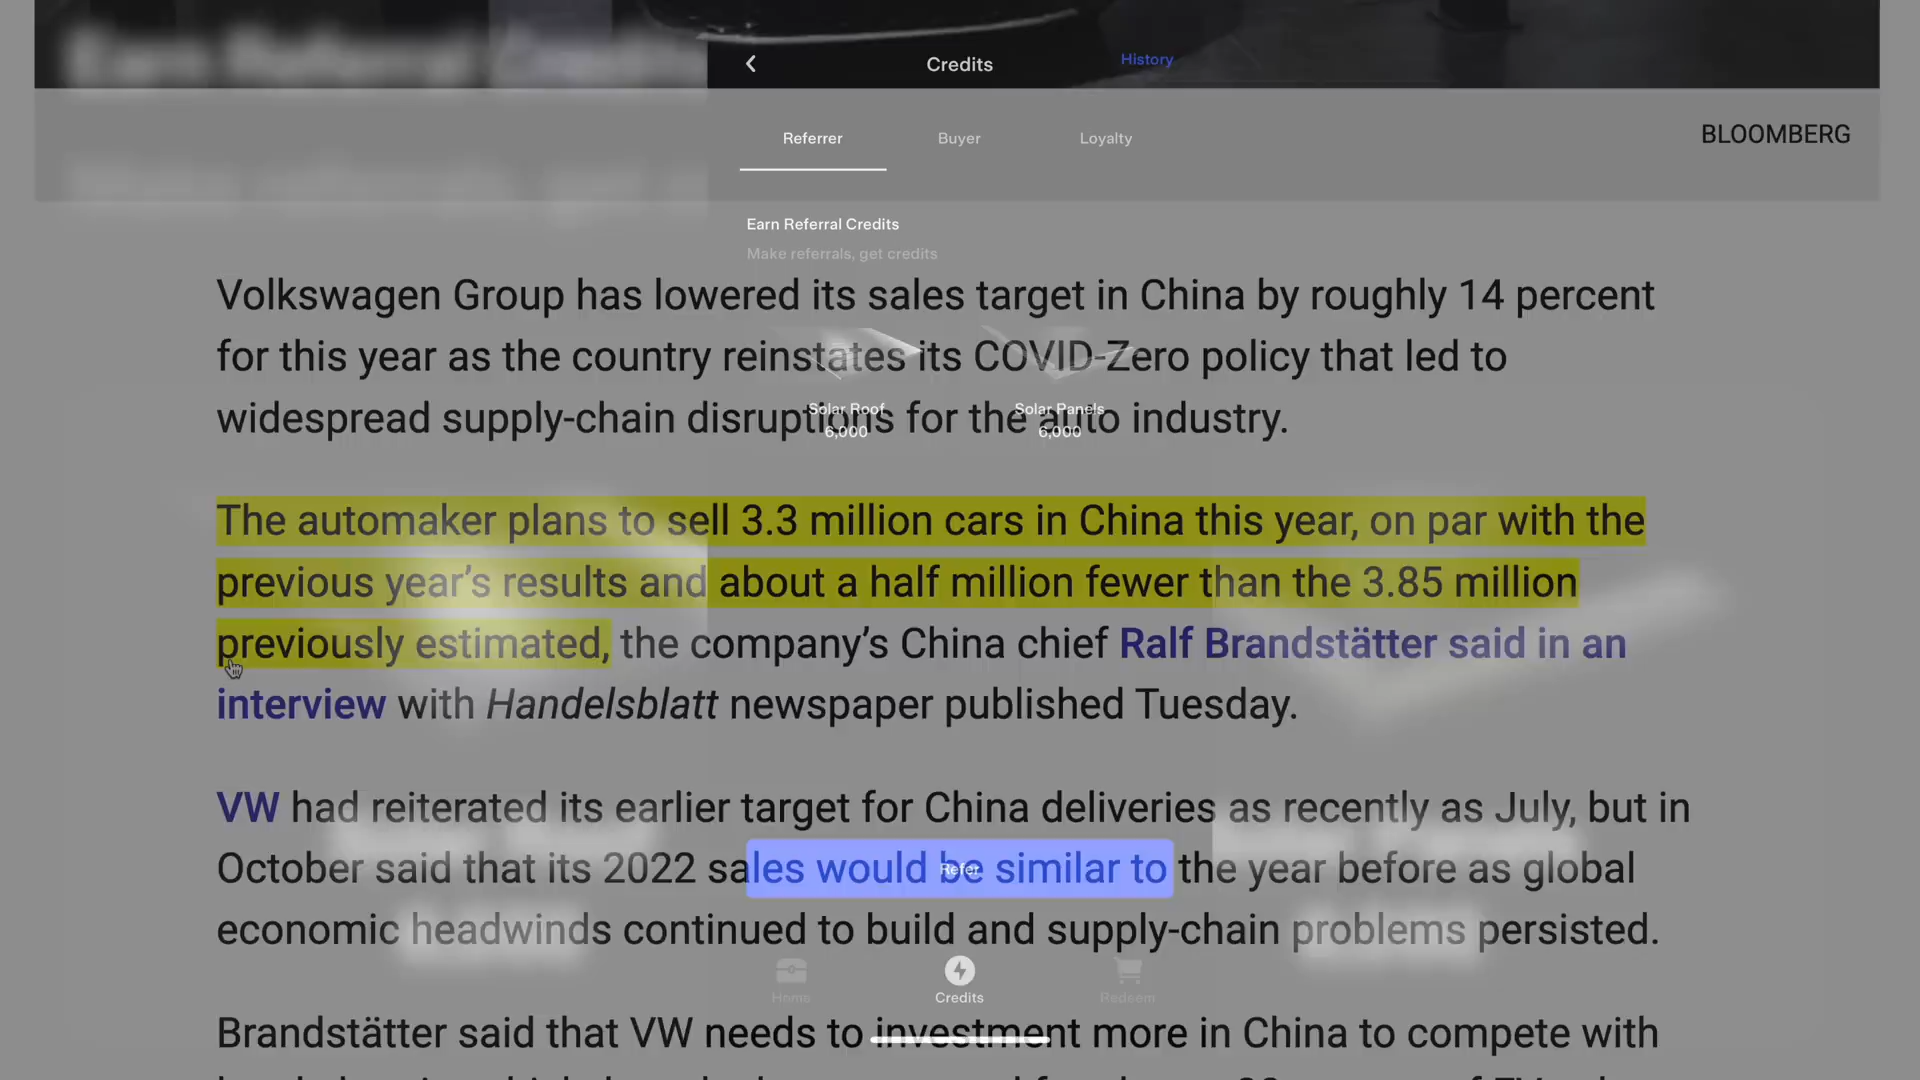 Earn Referral Credits
Credits
History
Referrer
Buyer
Loyalty
BLOOMBERG
Earn Referral Credits
Make referrals, get credits
Volkswagen Group has lowered its sales target in China by roughly 14 percent
for this year as the country reinstates its COVID-Zero policy that led to
widespread supply-chain disruptions for the auto industry.
Solar Roof
6,000
Solar Panels
6,000
The automaker plans to sell 3.3 million cars in China this year, on par with the
previous year's results and about a half million fewer than the 3.85 million
previously estimated, the company's China chief Ralf Brandstätter said in an
interview with Handelsblatt newspaper published Tuesday.
VW had reiterated its earlier target for China deliveries as recently as July, but in
October said that its 2022 sales would be similar to the year before as global
Refer
economic headwinds continued to build and supply-chain problems persisted.
Home
Credits
Redeem
Brandstätter said that VW needs to investment more in China to compete with